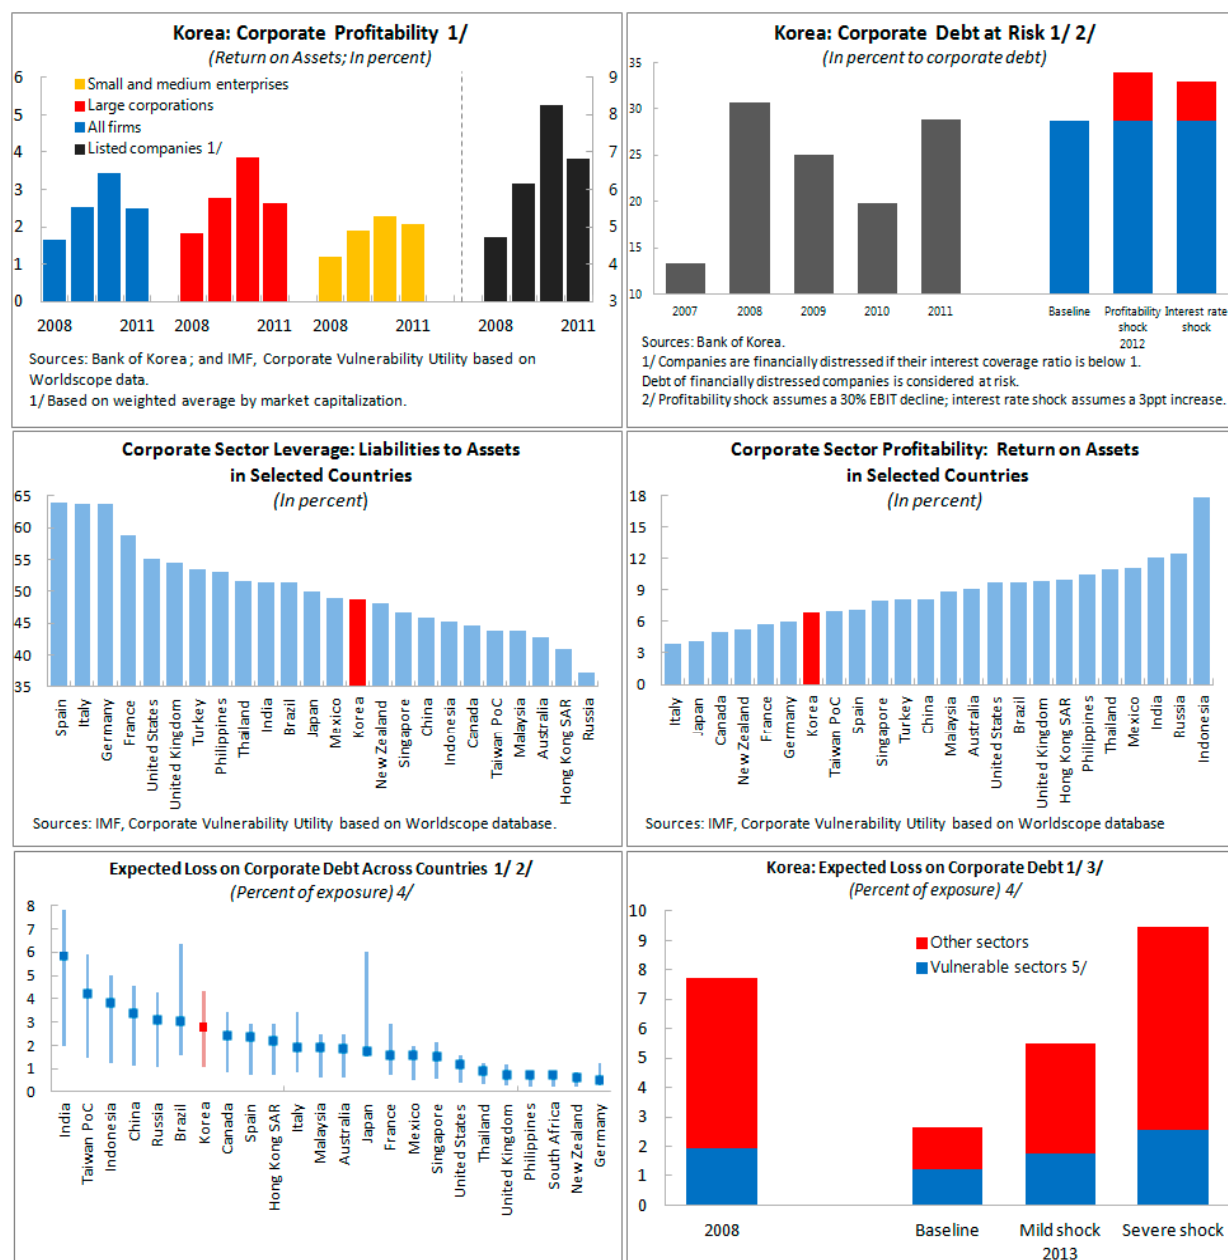 Korea: Corporate Profitability 1/
(Return on Assets; In percent)
6
5
4
3
2
1
0
9
8
7
6
5
4
3
Small and medium enterprises
Large corporations
All firms
Listed companies 1/
2008 2011 2008 2011 2008 2011 2008 2011
Sources: Bank of Korea; and IMF, Corporate Vulnerability Utility based on
Worldscope data.
1/ Based on weighted average by market capitalization.
Korea: Corporate Debt at Risk 1/ 2/
(In percent to corporate debt)
35
30
25
20
15
10
2007 2008 2009 2010 2011 Baseline Profitability shock Interest rate shock
2012
Sources: Bank of Korea.
1/ Companies are financially distressed if their interest coverage ratio is below 1.
Debt of financially distressed companies is considered at risk.
2/ Profitability shock assumes a 30% EBIT decline; interest rate shock assumes a 3ppt increase.
Corporate Sector Leverage: Liabilities to Assets
in Selected Countries
(In percent)
65
60
55
50
45
40
35
Spain
Italy
Germany
France
United States
United Kingdom
Turkey
Philippines
Thailand
India
Brazil
Japan
Mexico
Korea
New Zealand
Singapore
China
Indonesia
Canada
Taiwan PoC
Malaysia
Australia
Hong Kong SAR
Russia
Sources: IMF, Corporate Vulnerability Utility based on Worldscope database.
Corporate Sector Profitability: Return on Assets
in Selected Countries
(In percent)
18
15
12
9
6
3
0
Italy
Japan
Canada
New Zealand
France
Germany
Korea
Taiwan PoC
Spain
Singapore
Turkey
China
Malaysia
Australia
United States
Brazil
United Kingdom
Hong Kong SAR
Philippines
Thailand
Mexico
India
Russia
Indonesia
Sources: IMF, Corporate Vulnerability Utility based on Worldscope database
Expected Loss on Corporate Debt Across Countries 1/ 2/
(Percent of exposure) 4/
8
7
6
5
4
3
2
1
0
India
Taiwan PoC
Indonesia
China
Russia
Brazil
Korea
Canada
Spain
Hong Kong SAR
Italy
Malaysia
Australia
Japan
France
Mexico
Singapore
United States
Thailand
United Kingdom
Philippines
South Africa
New Zealand
Germany
Korea: Expected Loss on Corporate Debt 1/ 3/
(Percent of exposure) 4/
10
9
8
7
6
5
4
3
2
1
0
Other sectors
Vulnerable sectors 5/
2008 Baseline Mild shock Severe shock
2013